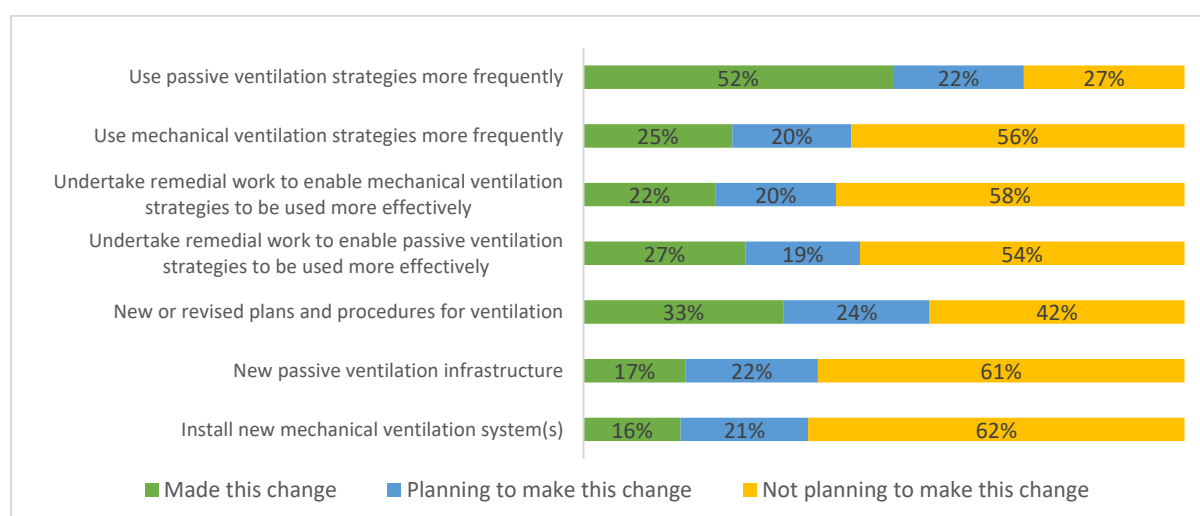 Use passive ventilation strategies more frequently
52% 22% 27%
Use mechanical ventilation strategies more frequently
25% 20% 56%
Undertake remedial work to enable mechanical ventilation
strategies to be used more effectively
22% 20% 58%
Undertake remedial work to enable passive ventilation
strategies to be used more effectively
27% 19% 54%
New or revised plans and procedures for ventilation
33% 24% 42%
New passive ventilation infrastructure
17% 22% 61%
Install new mechanical ventilation system(s)
16% 21% 62%
Made this change Planning to make this change Not planning to make this change